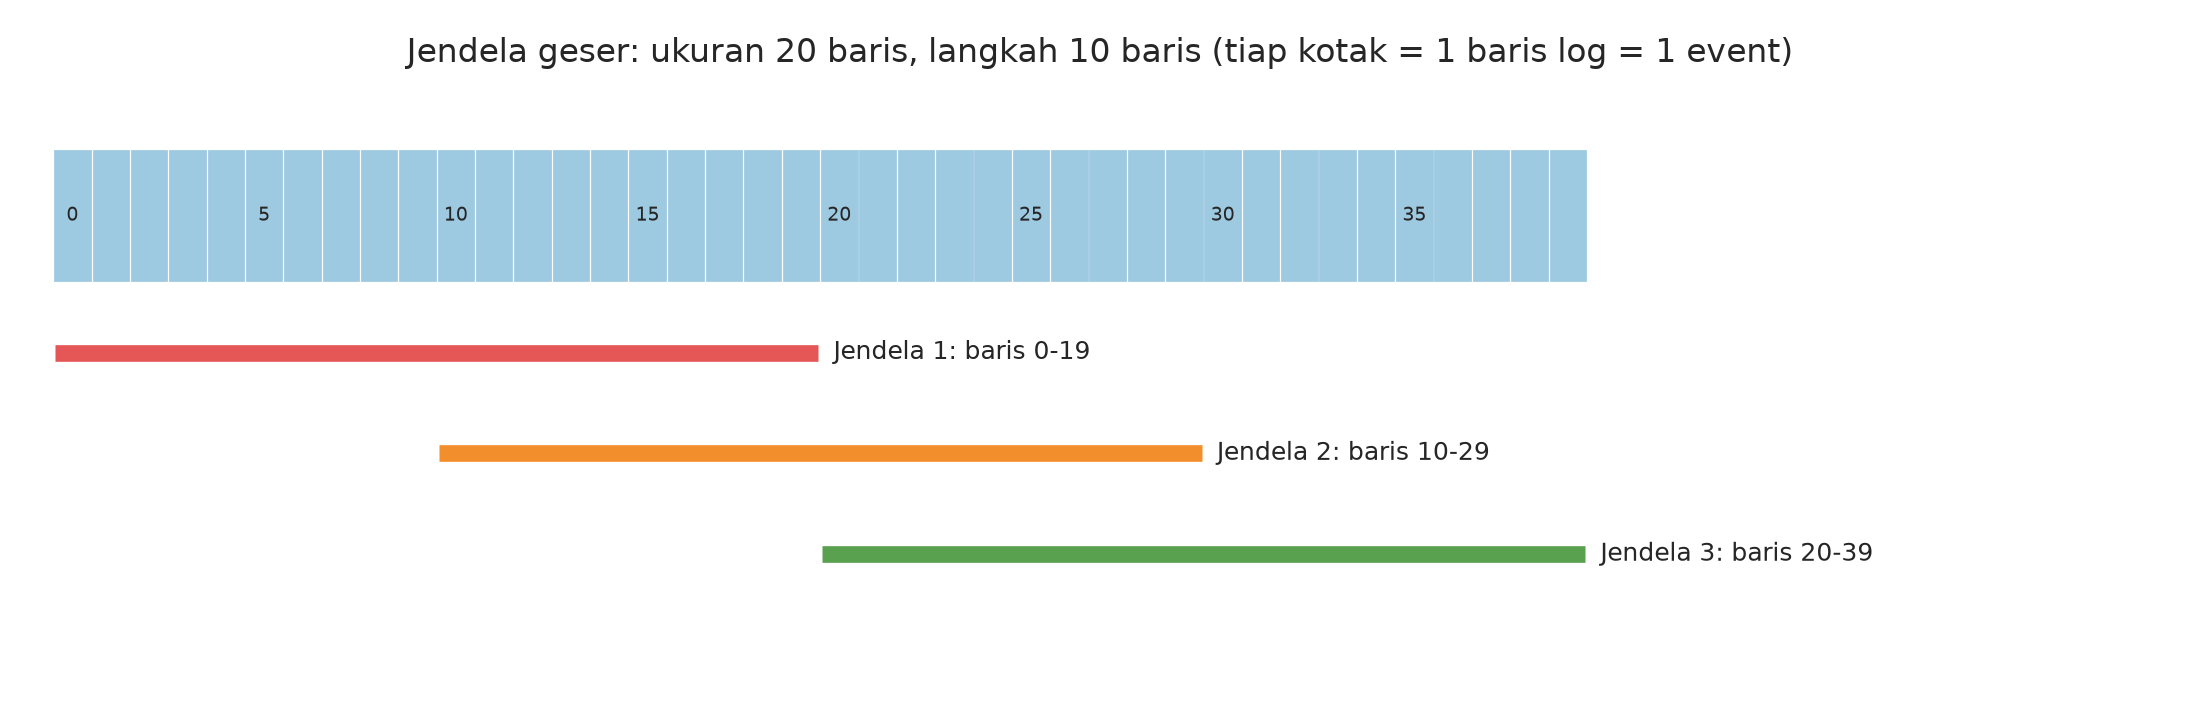 Jendela geser: ukuran 20 baris, langkah 10 baris (tiap kotak = 1 baris log = 1 event)
0 5 10 15 20 25 30 35
Jendela 1: baris 0-19
Jendela 2: baris 10-29
Jendela 3: baris 20-39